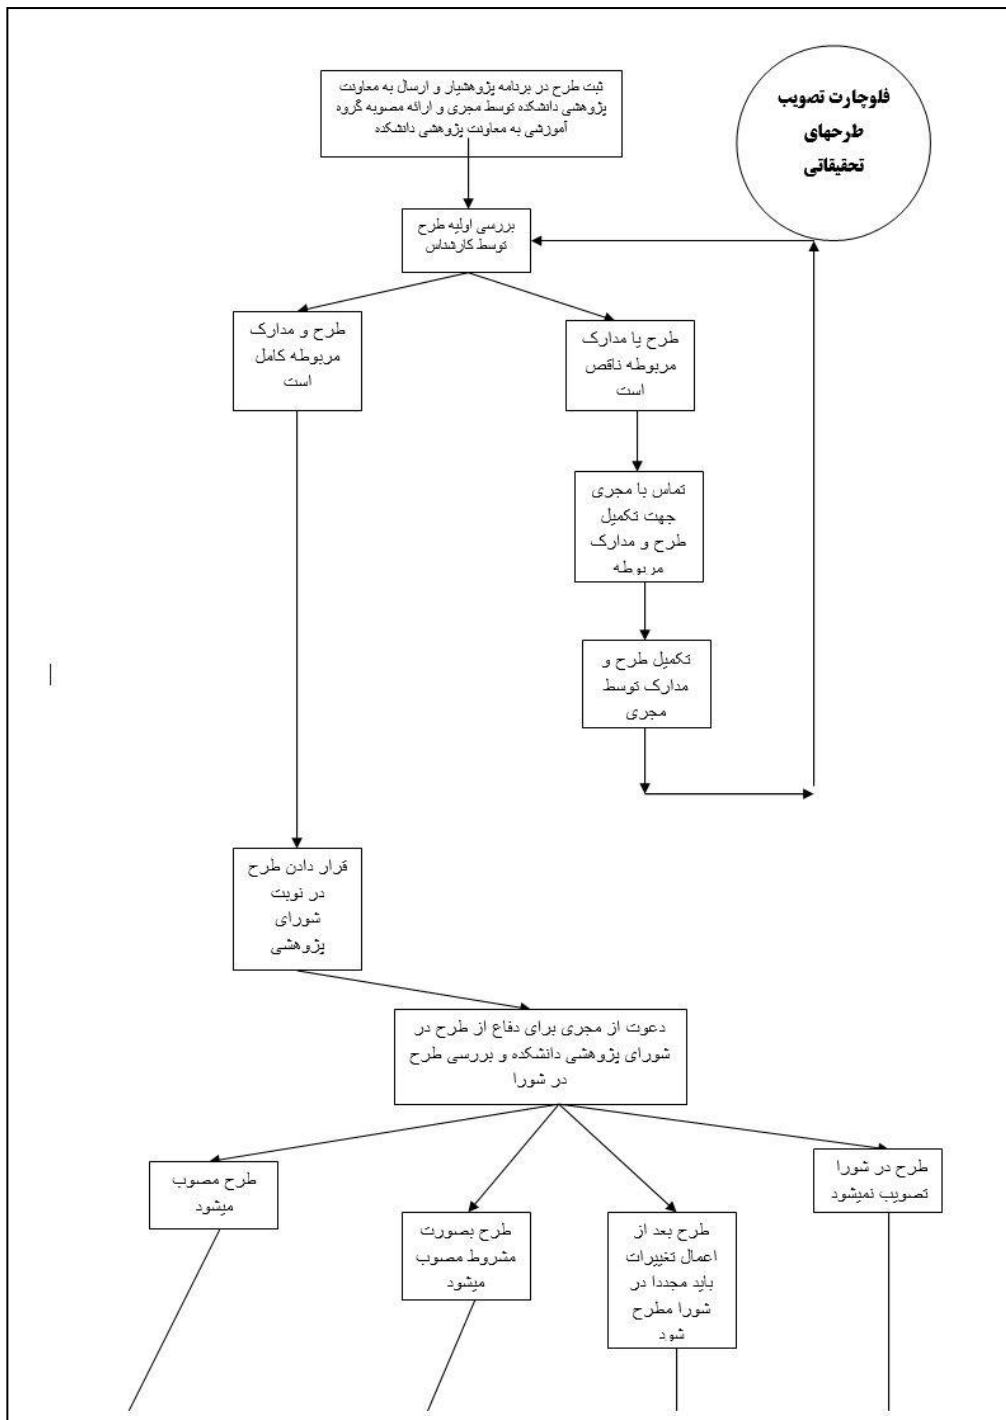 فلوچارت تصویب
طرحهای
تحقیقاتی
ثبت طرح در برنامه پژوهشیار و ارسال به معاونت
پژوهشی دانشکده توسط مجری و ارائه مصوبه گروه
آموزشی به معاونت پژوهشی دانشکده
بررسی اولیه طرح
توسط کارشناس
طرح و مدارک
مربوطه کامل
است
طرح یا مدارک
مربوطه ناقص
است
تماس با مجری
جهت تکمیل
طرح و مدارک
مربوطه
تکمیل طرح و
مدارک توسط
مجری
قرار دادن طرح
در نوبت
شورای
پژوهشی
دعوت از مجری برای دفاع از طرح در
شورای پژوهشی دانشکده و بررسی طرح
در شورا
طرح در شورا
تصویب نمیشود
طرح بعد از
اعمال تغییرات
باید مجددا در
شورا مطرح
شود
طرح بصورت
مشروط مصوب
میشود
طرح مصوب
میشود